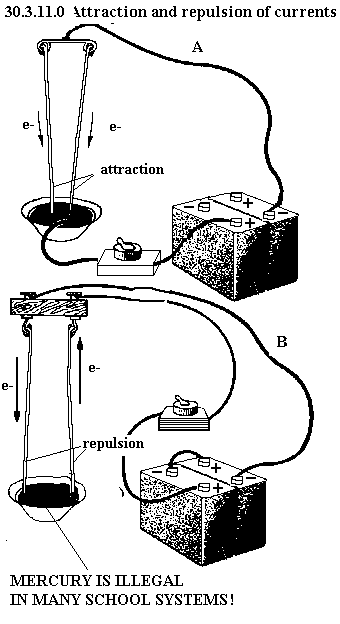 30.3.11.0 Attraction and repulsion of currents
A
e-
e-
attraction
+
-
+
-
B
e-
e-
repulsion
-
+
+
-
MERCURY IS ILLEGAL
IN MANY SCHOOL SYSTEMS!